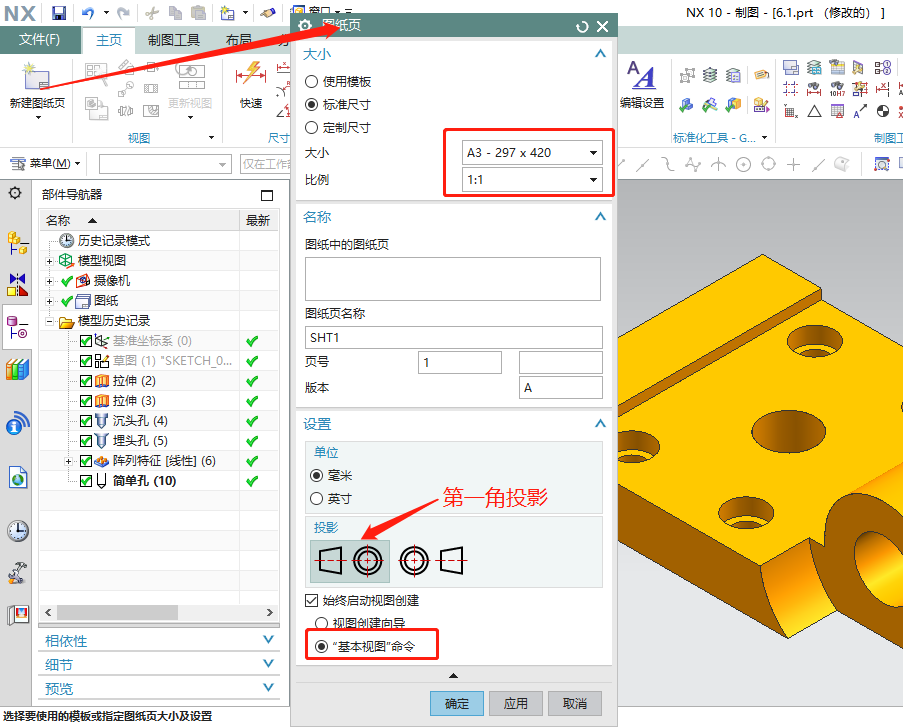 NX
窗口
NX 10 - 制图 - [6.1.prt （修改的） ]
文件(F)
主页
制图工具
布局
新建图纸页
更新视图
视图
快速
尺寸
编辑设置
标准化工具 - G...
制图工
10H7
菜单(M)
仅在工作
图纸页
大小
使用模板
标准尺寸
定制尺寸
大小
A3 - 297 x 420
比例
1:1
名称
图纸中的图纸页
图纸页名称
SHT1
页号
1
版本
A
设置
单位
毫米
英寸
第一角投影
投影
始终启动视图创建
视图创建向导
“基本视图”命令
确定
应用
取消
部件导航器
名称
最新
历史记录模式
模型视图
摄像机
图纸
模型历史记录
基准坐标系 (0)
草图 (1) "SKETCH_0...
拉伸 (2)
拉伸 (3)
沉头孔 (4)
埋头孔 (5)
阵列特征 [线性] (6)
简单孔 (10)
相依性
细节
预览
选择要使用的模板或指定图纸页大小及设置